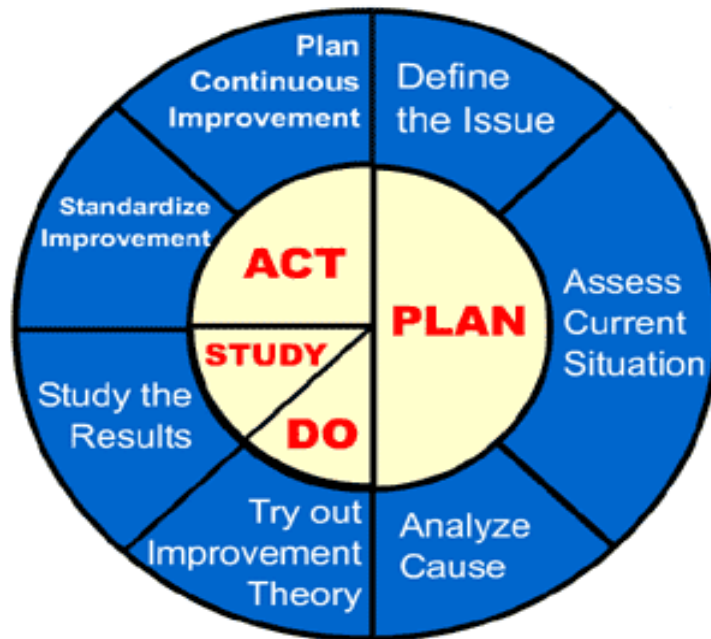 Plan
Continuous
Improvement
Define
the Issue
Standardize
Improvement
ACT
PLAN
Assess
Current
Situation
STUDY
Study the
Results
DO
Try out
Improvement
Theory
Analyze
Cause